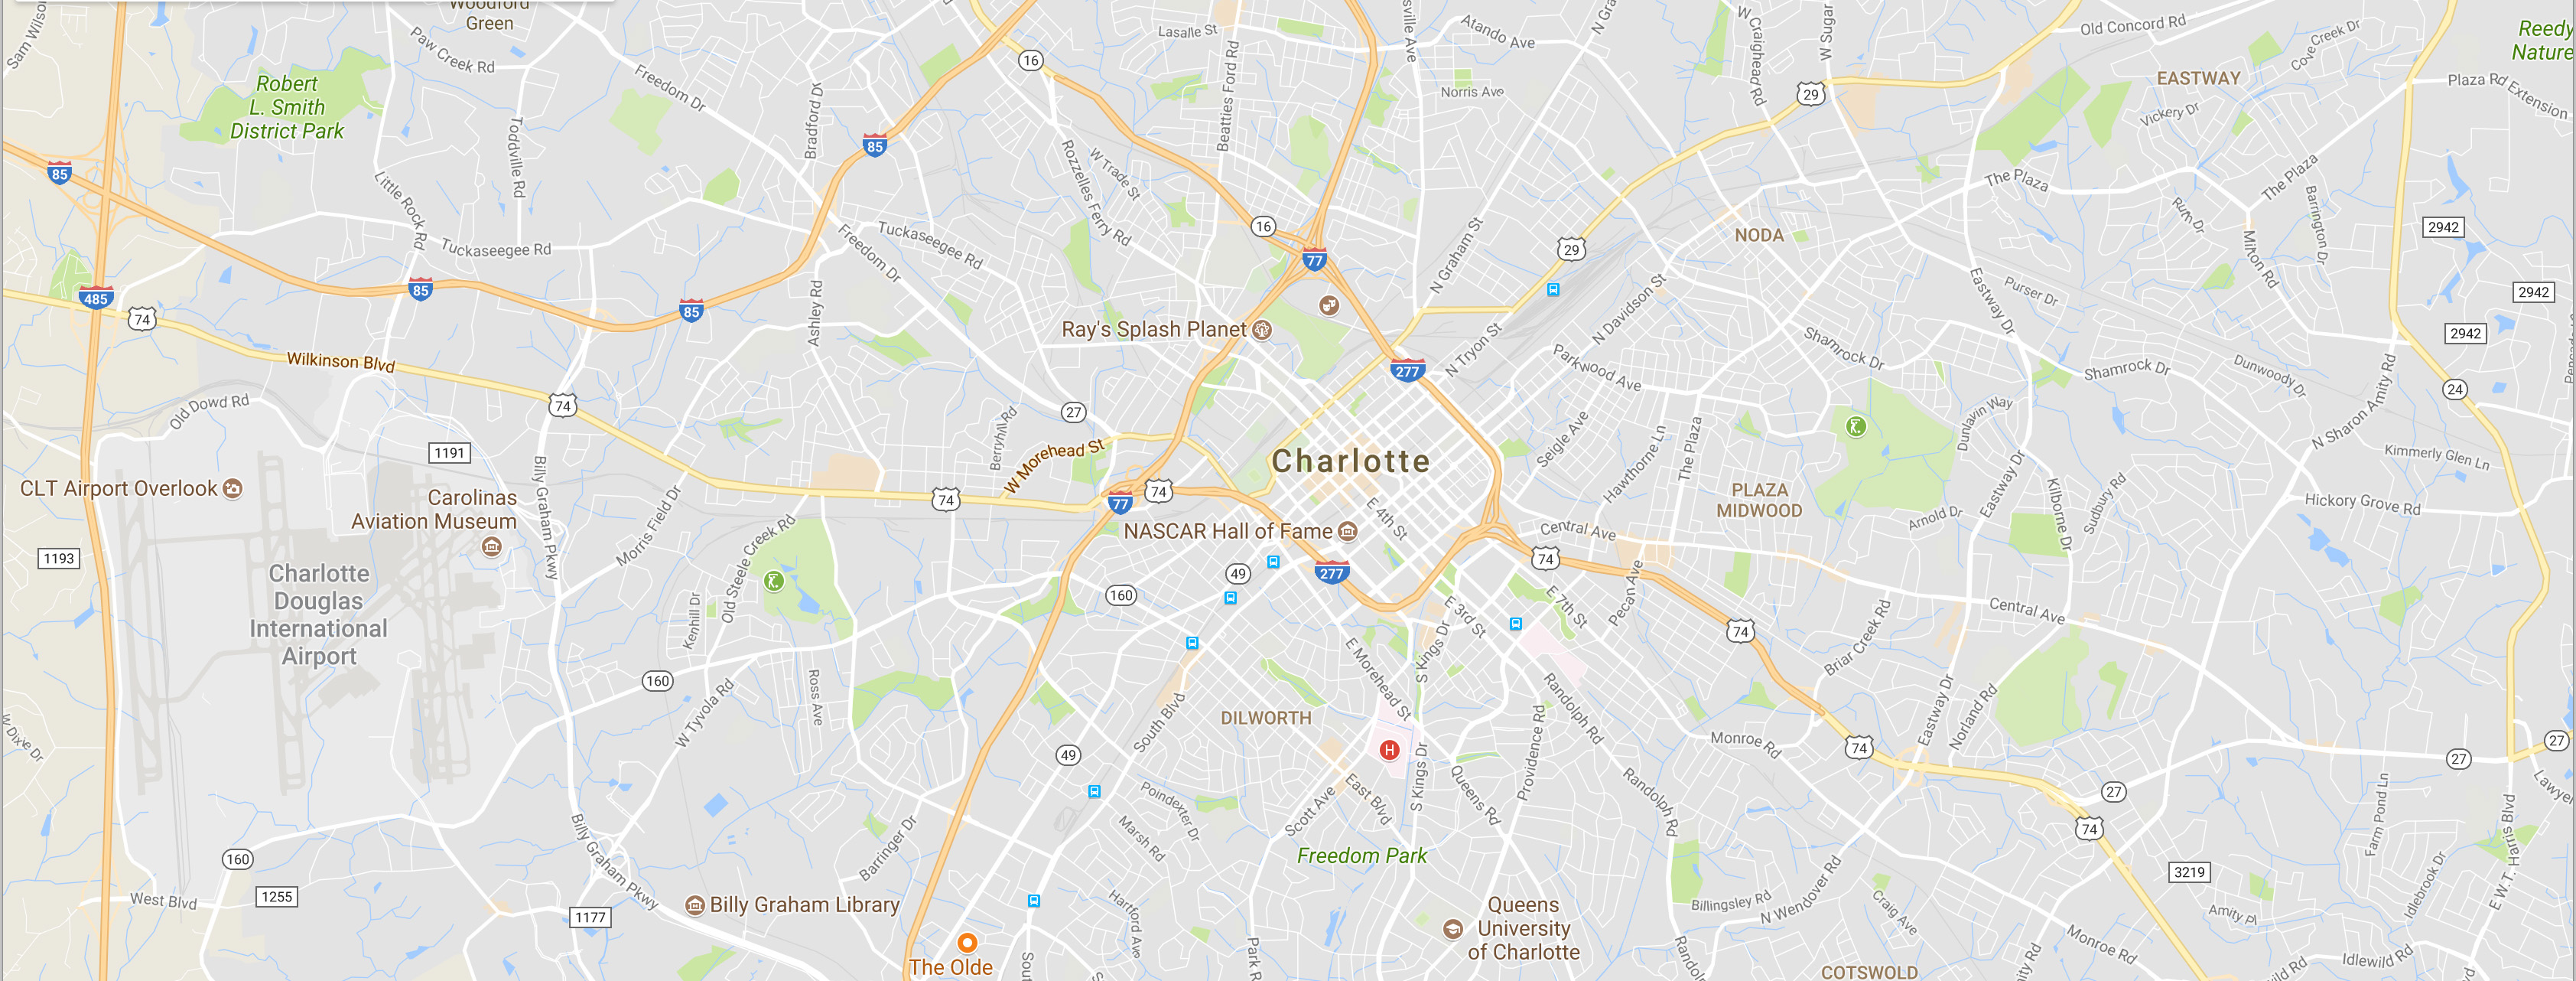 Woodford
Green
Sam Wilson
Paw Creek Rd
16
Lasalle St
Atando Ave
N Gra
W Craighead Rd
W Sugar
Old Concord Rd
Cove Creek Dr
Reedy
Nature
Robert
L. Smith
District Park
Freedom Dr
Bradford Dr
Beatties Ford Rd
sville Ave
Norris Ave
29
EASTWAY
Plaza Rd Extension
Vickery Dr
85
Toddville Rd
85
Rozzelles Ferry Rd
W Trade St
Little Rock Rd
The Plaza
The Plaza
Rum Dr
Barrington Dr
2942
Tuckaseegee Rd
Freedom Dr
Tuckaseegee Rd
16
77
N Graham St
29
NODA
Milton Rd
485
85
74
85
Ashley Rd
Ray's Splash Planet
N Davidson St
Eastway Dr
Purser Dr
2942
2942
Wilkinson Blvd
277
N Tryon St
Parkwood Ave
Shamrock Dr
Shamrock Dr
Dunwoody Dr
Old Dowd Rd
74
27
Berryhill Rd
W Morehead St
Charlotte
Seigle Ave
Hawthorne Ln
The Plaza
Dunlavin Way
24
N Sharon Amity Rd
1191
Kimmerly Glen Ln
CLT Airport Overlook
Carolinas
Aviation Museum
Billy Graham Pkwy
Morris Field Dr
74
77
74
E 4th St
PLAZA
MIDWOOD
Eastway Dr
Kilborne Dr
Sudbury Rd
Hickory Grove Rd
Arnold Dr
NASCAR Hall of Fame
Central Ave
1193
Charlotte
Douglas
International
Airport
Old Steele Creek Rd
Kenhill Dr
160
49
277
74
E 3rd St
E 7th St
Pecan Ave
74
Central Ave
Briar Creek Rd
160
W Tyvola Rd
Ross Ave
South Blvd
DILWORTH
E Morehead St
S Kings Dr
Randolph Rd
Providence Rd
Monroe Rd
74
Eastway Dr
Norland Rd
W Dixie Dr
49
H
S Kings Dr
Queens Rd
Randolph Rd
27
27
27
Lawye
Poindexter Dr
Marsh Rd
Scott Ave
East Blvd
74
Farm Pond Ln
E W.T. Harris Blvd
160
Billy Graham Pkwy
Barringer Dr
Freedom Park
3219
West Blvd
1255
1177
Billy Graham Library
Hartford Ave
Queens
University
of Charlotte
Billingsley Rd
N Wendover Rd
Craig Ave
Amity Pl
Idlebrook Dr
The Olde
Sout
Park R
Randol
COTSWOLD
nity Rd
Monroe Rd
wild Rd
Idlewild Rd
vd